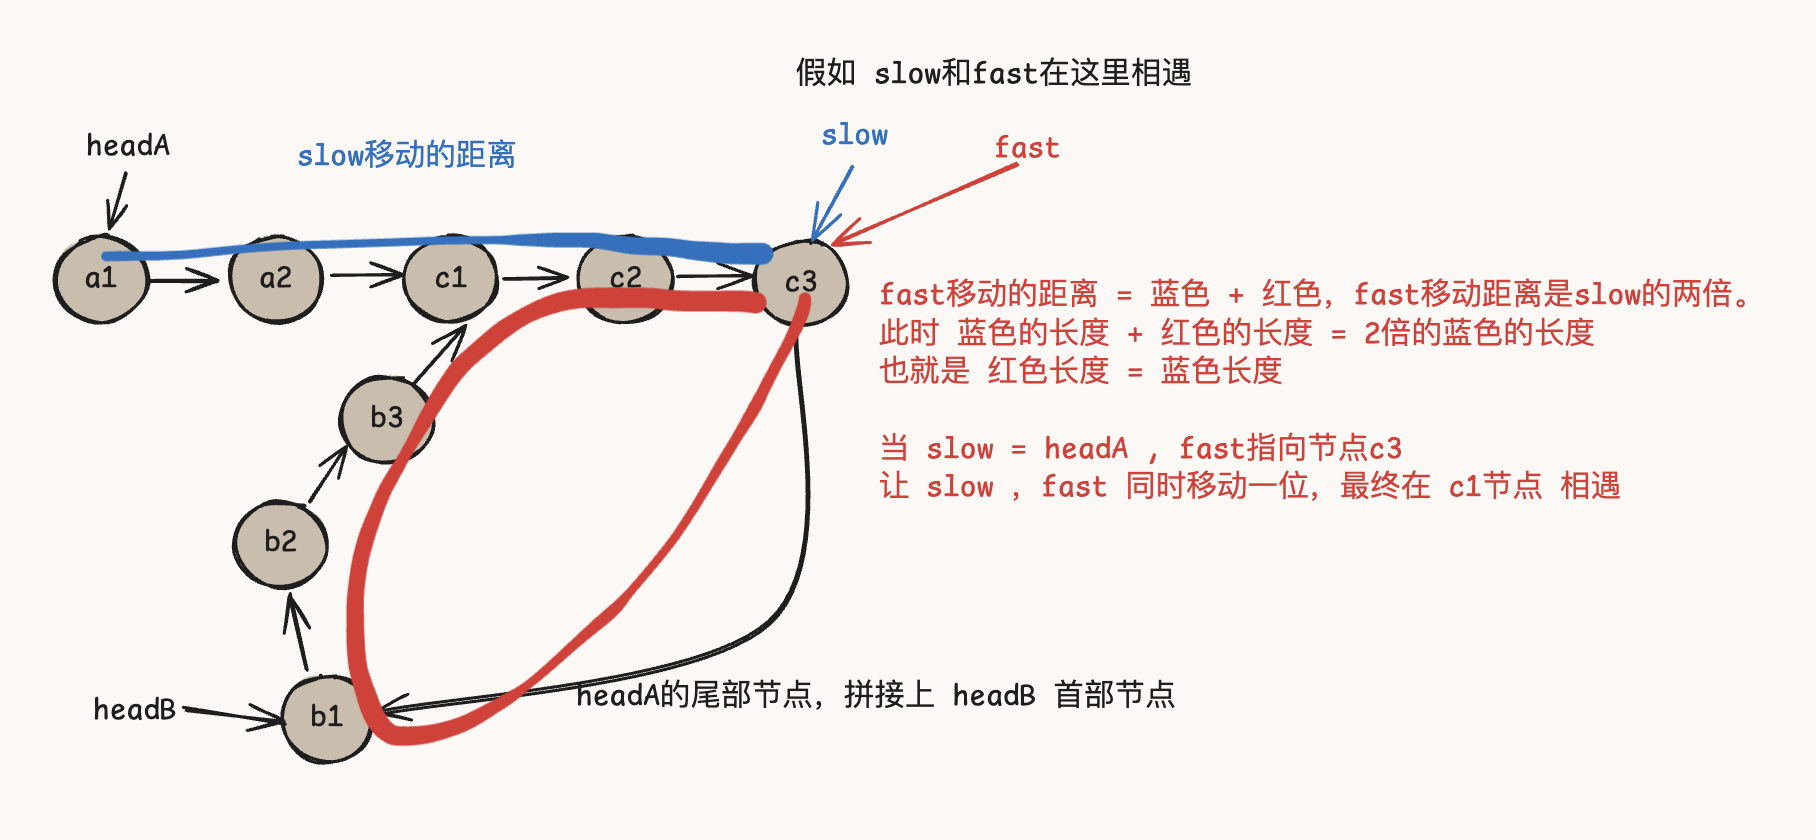 假如 slow和fast在这里相遇
headA
slow移动的距离
slow
fast
a1
a2
c1
c2
c3
fast移动的距离 = 蓝色 + 红色，fast移动距离是slow的两倍。
此时 蓝色的长度 + 红色的长度 = 2倍的蓝色的长度
也就是 红色长度 = 蓝色长度
b3
当 slow = headA , fast指向节点c3
让 slow , fast 同时移动一位，最终在 c1节点 相遇
b2
headA的尾部节点，拼接上 headB 首部节点
headB
b1